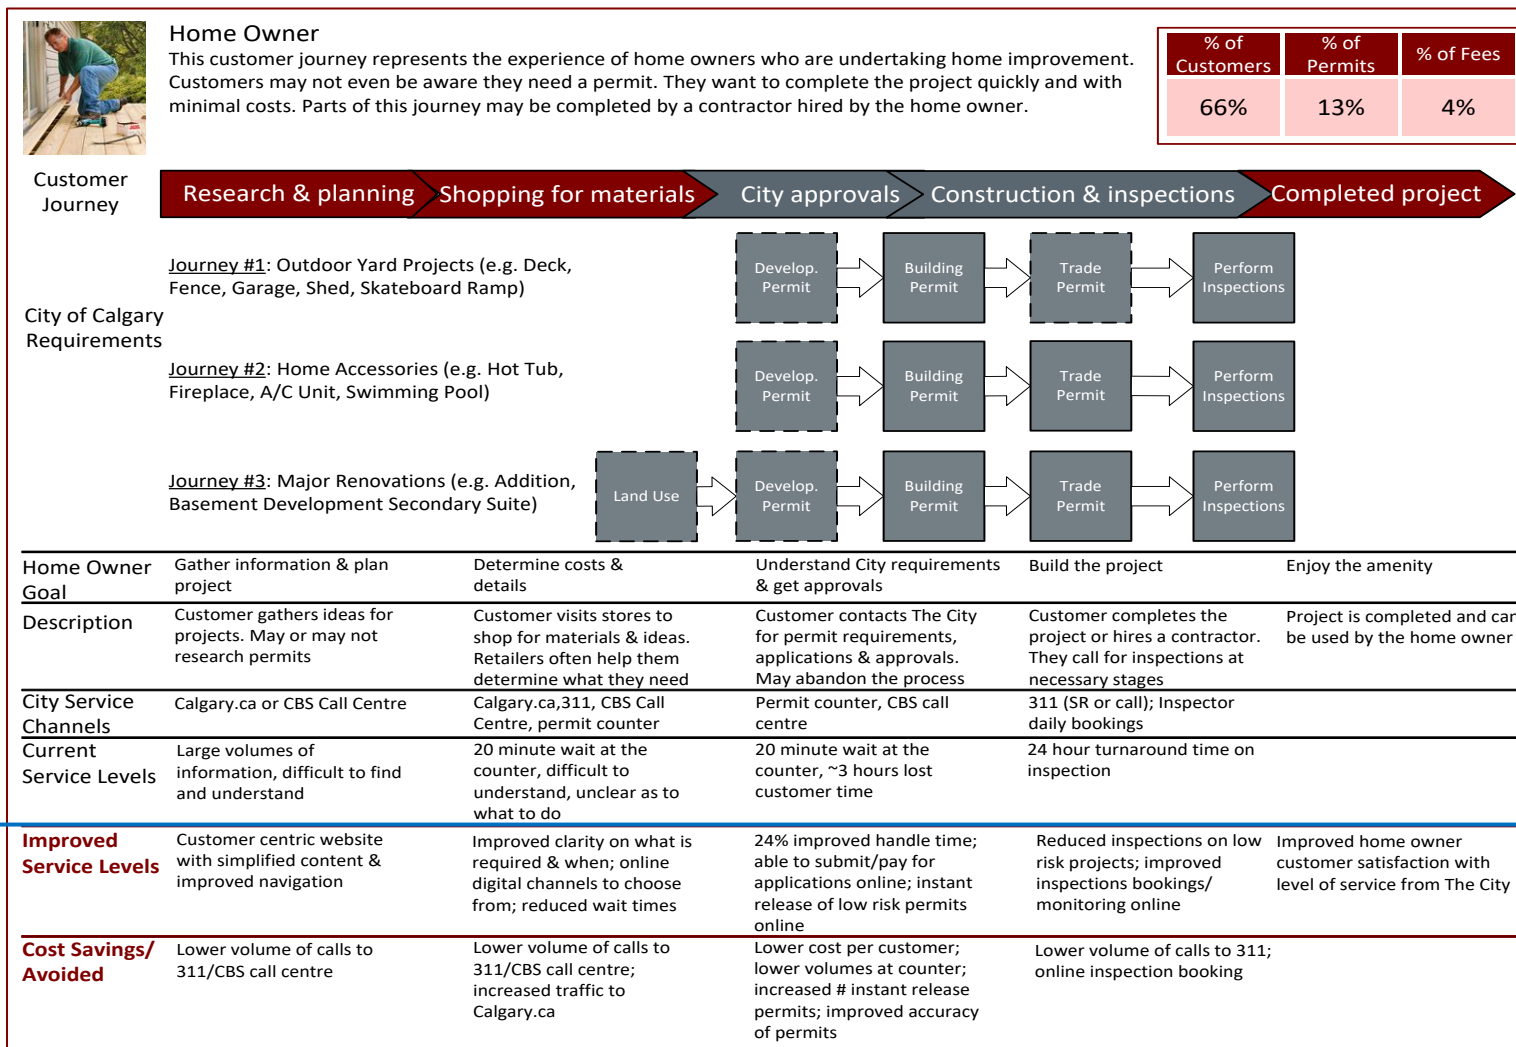 Home Owner
This customer journey represents the experience of home owners who are undertaking home improvement.
Customers may not even be aware they need a permit. They want to complete the project quickly and with
minimal costs. Parts of this journey may be completed by a contractor hired by the home owner.
% of
Customers
% of
Permits
% of Fees
66%
13%
4%
Customer
Journey
Research & planning
Shopping for materials
City approvals
Construction & inspections
Completed project
City of Calgary
Requirements
Journey #1: Outdoor Yard Projects (e.g. Deck,
Fence, Garage, Shed, Skateboard Ramp)
Develop.
Permit
Building
Permit
Trade
Permit
Perform
Inspections
Journey #2: Home Accessories (e.g. Hot Tub,
Fireplace, A/C Unit, Swimming Pool)
Develop.
Permit
Building
Permit
Trade
Permit
Perform
Inspections
Journey #3: Major Renovations (e.g. Addition,
Basement Development Secondary Suite)
Land Use
Develop.
Permit
Building
Permit
Trade
Permit
Perform
Inspections
Home Owner
Goal
Gather information & plan
project
Determine costs &
details
Understand City requirements
& get approvals
Build the project
Enjoy the amenity
Description
Customer gathers ideas for
projects. May or may not
research permits
Customer visits stores to
shop for materials & ideas.
Retailers often help them
determine what they need
Customer contacts The City
for permit requirements,
applications & approvals.
May abandon the process
Customer completes the
project or hires a contractor.
They call for inspections at
necessary stages
Project is completed and can
be used by the home owner
City Service
Channels
Calgary.ca or CBS Call Centre
Calgary.ca,311, CBS Call
Centre, permit counter
Permit counter, CBS call
centre
311 (SR or call); Inspector
daily bookings
Current
Service Levels
Large volumes of
information, difficult to find
and understand
20 minute wait at the
counter, difficult to
understand, unclear as to
what to do
20 minute wait at the
counter, ~3 hours lost
customer time
24 hour turnaround time on
inspection
Improved
Service Levels
Customer centric website
with simplified content &
improved navigation
Improved clarity on what is
required & when; online
digital channels to choose
from; reduced wait times
24% improved handle time;
able to submit/pay for
applications online; instant
release of low risk permits
online
Reduced inspections on low
risk projects; improved
inspections bookings/
monitoring online
Improved home owner
customer satisfaction with
level of service from The City
Cost Savings/
Avoided
Lower volume of calls to
311/CBS call centre
Lower volume of calls to
311/CBS call centre;
increased traffic to
Calgary.ca
Lower cost per customer;
lower volumes at counter;
increased # instant release
permits; improved accuracy
of permits
Lower volume of calls to 311;
online inspection booking